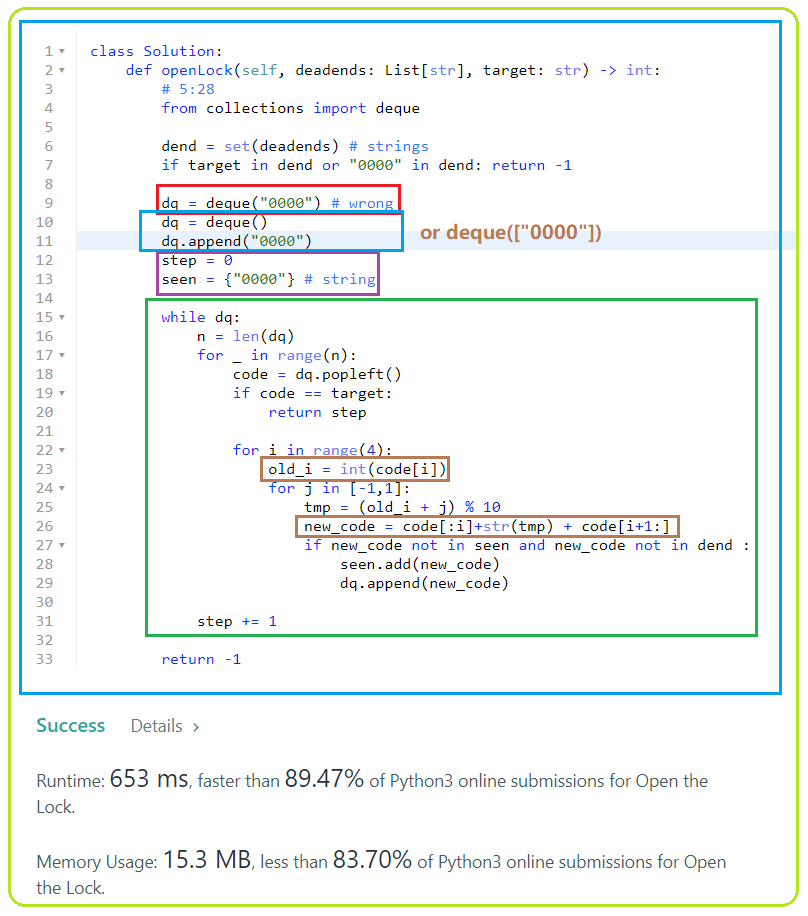 1 class Solution:
2     def openLock(self, deadends: List[str], target: str) -> int:
3         # 5:28
4         from collections import deque
5
6         dend = set(deadends) # strings
7         if target in dend or "0000" in dend: return -1
8
9         dq = deque("0000") # wrong
10         dq = deque()
11         dq.append("0000")
or deque(["0000"])
12         step = 0
13         seen = {"0000"} # string
14
15         while dq:
16             n = len(dq)
17             for _ in range(n):
18                 code = dq.popleft()
19                 if code == target:
20                     return step
21
22                 for i in range(4):
23                     old_i = int(code[i])
24                     for j in [-1,1]:
25                         tmp = (old_i + j) % 10
26                         new_code = code[:i]+str(tmp) + code[i+1:]
27                         if new_code not in seen and new_code not in dend :
28                             seen.add(new_code)
29                             dq.append(new_code)
30
31             step += 1
32
33         return -1
Success Details >
Runtime: 653 ms, faster than 89.47% of Python3 online submissions for Open the
Lock.
Memory Usage: 15.3 MB, less than 83.70% of Python3 online submissions for Open
the Lock.